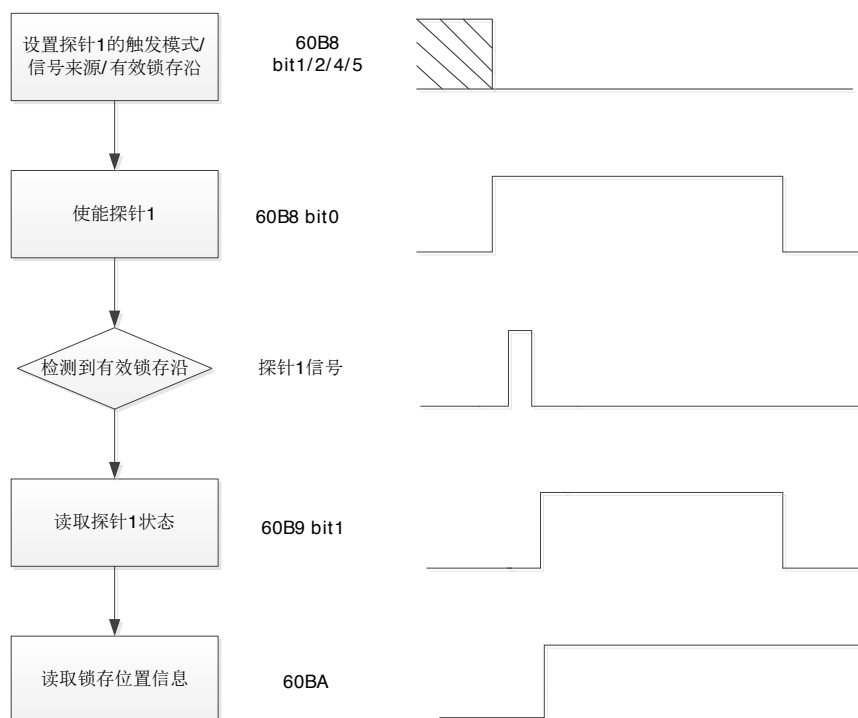 设置探针1的触发模式/
信号来源/有效锁存沿
60B8
bit1/2/4/5
使能探针1
60B8 bit0
检测到有效锁存沿
探针1信号
读取探针1状态
60B9 bit1
读取锁存位置信息
60BA